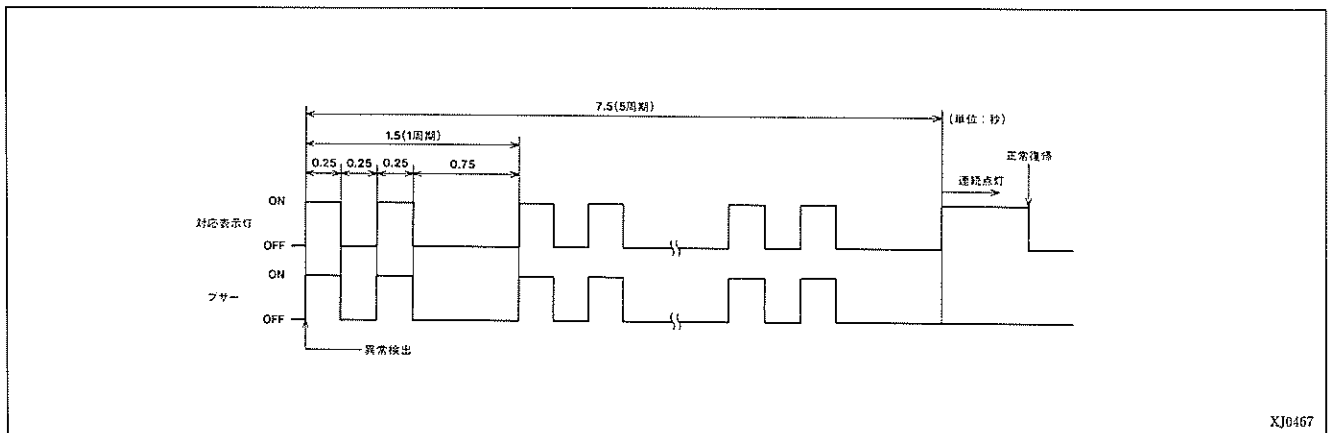 7.5(5周期)
(単位：秒)
1.5(1周期)
正常復帰
0.25 0.25 0.25 0.75
連続点灯
ON
対応表示灯
OFF
ON
ブザー
OFF
異常検出
XJ0467